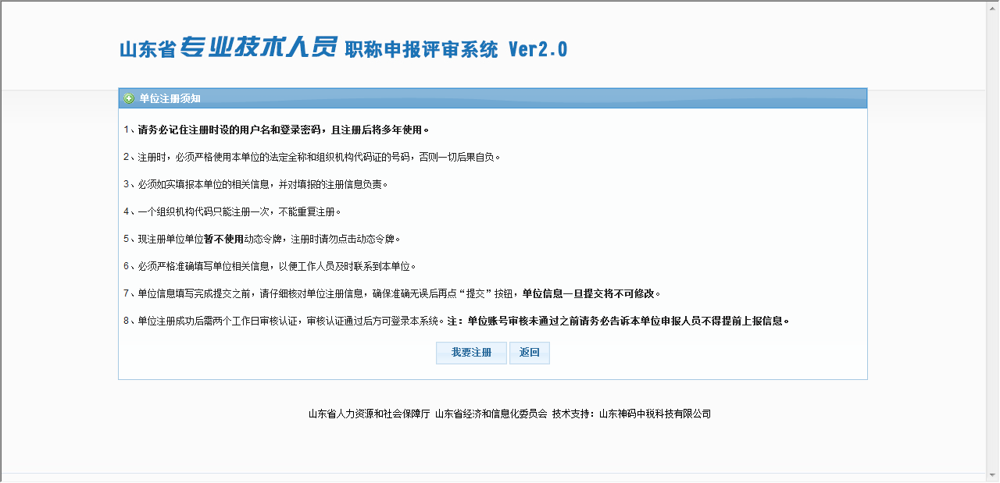 山东省专业技术人员 职称申报评审系统 Ver2.0
单位注册须知
1、请务必记住注册时设的用户名和登录密码，且注册后将多年使用。
2、注册时，必须严格使用本单位的法定全称和组织机构代码证的号码，否则一切后果自负。
3、必须如实填报本单位的相关信息，并对填报的注册信息负责。
4、一个组织机构代码只能注册一次，不能重复注册。
5、现注册单位单位暂不使用动态令牌，注册时请勿点击动态令牌。
6、必须严格准确填写单位相关信息，以便工作人员及时联系到本单位。
7、单位信息填写完成提交之前，请仔细核对单位注册信息，确保准确无误后再点“提交”按钮，单位信息一旦提交将不可修改。
8、单位注册成功后需两个工作日审核认证，审核认证通过后方可登录本系统。注：单位账号审核未通过之前请务必告诉本单位申报人员不得提前上报信息。
我要注册 返回
山东省人力资源和社会保障厅 山东省经济和信息化委员会 技术支持：山东神码中税科技有限公司